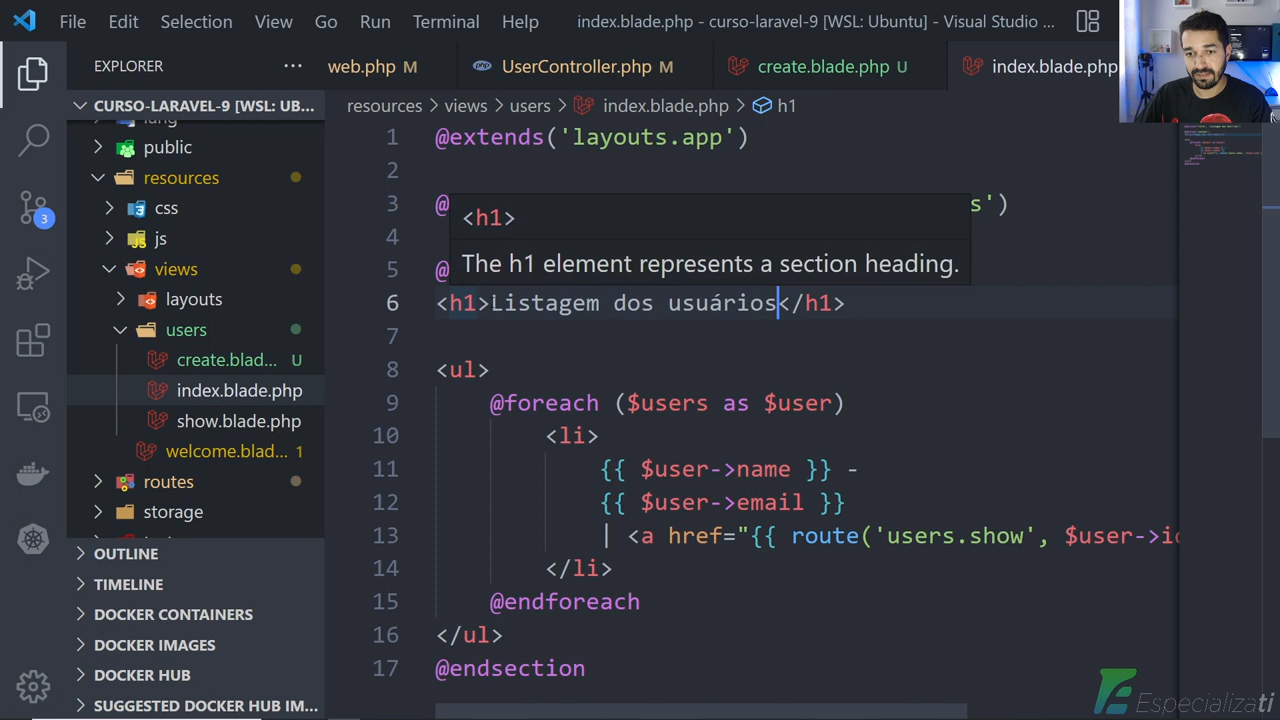 File Edit Selection View Go Run Terminal Help index.blade.php - curso-laravel-9 [WSL: Ubuntu] - Visual Studio ...
EXPLORER ...
web.php M
UserController.php M
create.blade.php U
index.blade.php
CURSO-LARAVEL-9 [WSL: UB...
resources > views > users > index.blade.php > h1
lang
public
resources
css
js
views
layouts
users
create.blad... U
index.blade.php
show.blade.php
welcome.blad... 1
routes
storage
3
OUTLINE
TIMELINE
DOCKER CONTAINERS
DOCKER IMAGES
DOCKER HUB
SUGGESTED DOCKER HUB IM...
1 @extends('layouts.app')
2
3 @ s')
<h1>
4
The h1 element represents a section heading.
5 @
6 <h1>Listagem dos usuários</h1>
7
8 <ul>
9 @foreach ($users as $user)
10 <li>
11 {{ $user->name }} -
12 {{ $user->email }}
13 | <a href="{{ route('users.show', $user->id
14 </li>
15 @endforeach
16 </ul>
17 @endsection
Especializati